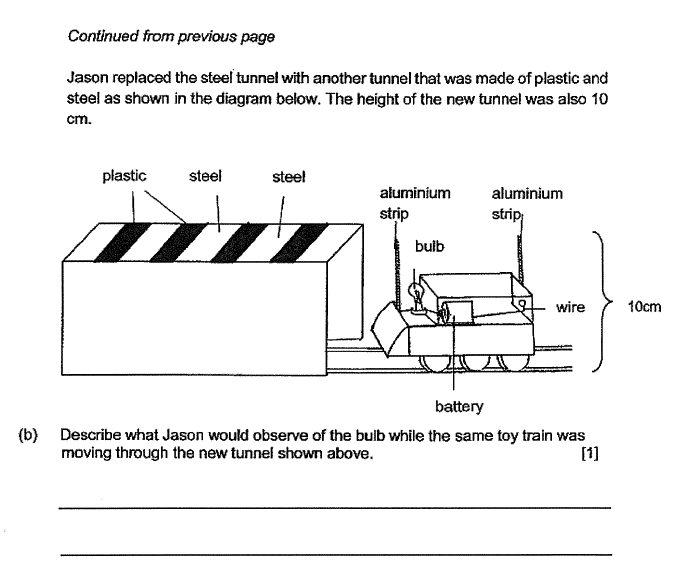 Continued from previous page
Jason replaced the steel tunnel with another tunnel that was made of plastic and
steel as shown in the diagram below. The height of the new tunnel was also 10
cm.
plastic steel steel
aluminium aluminium
strip strip
bulb
wire
10cm
battery
(b) Describe what Jason would observe of the bulb while the same toy train was
moving through the new tunnel shown above. [1]